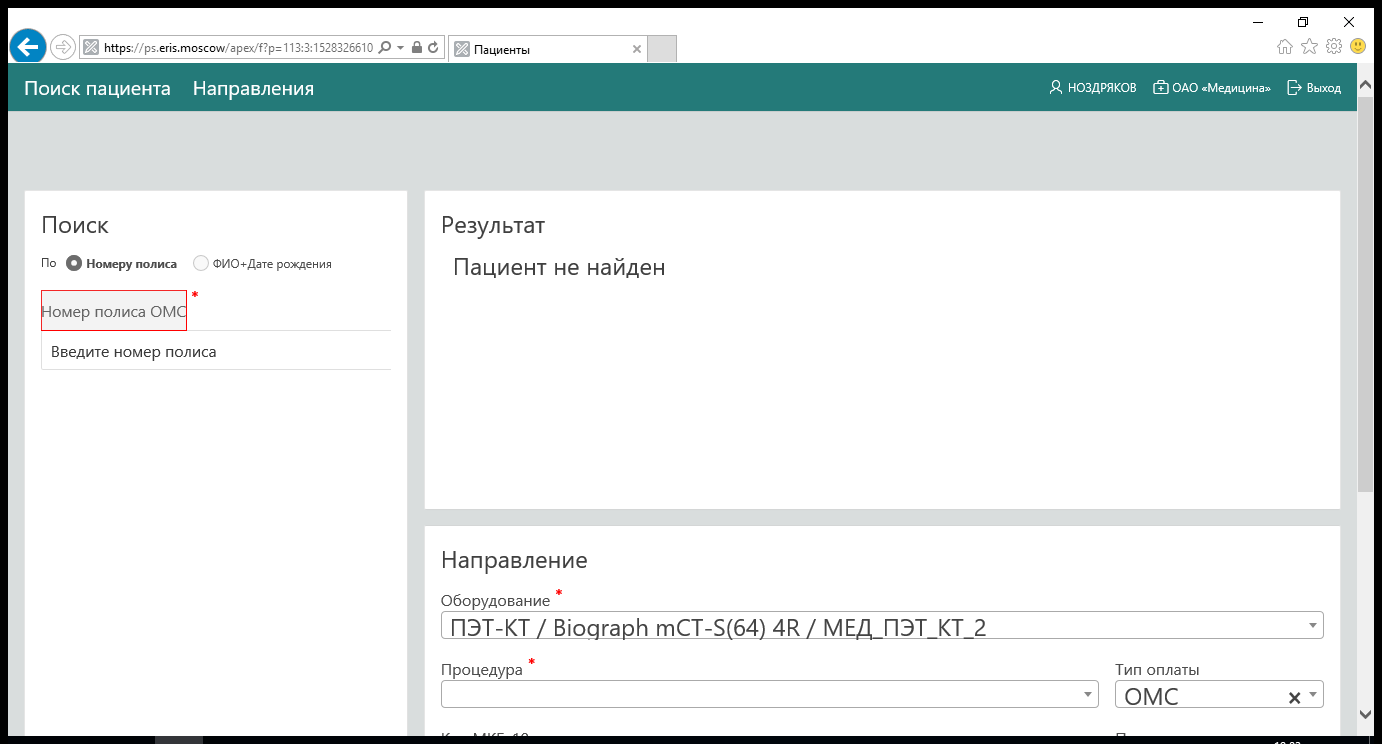 https://ps.eris.moscow/apex/f?p=113:3:1528326610
Пациенты
Поиск пациента Направления НОЗДРЯКОВ ОАО «Медицина» Выход
Поиск
По Номеру полиса ФИО+Дате рождения
Номер полиса ОМС *
Введите номер полиса
Результат
Пациент не найден
Направление
Оборудование *
ПЭТ-КТ / Biograph mCT-S(64) 4R / МЕД_ПЭТ_КТ_2
Процедура * Тип оплаты
ОМС